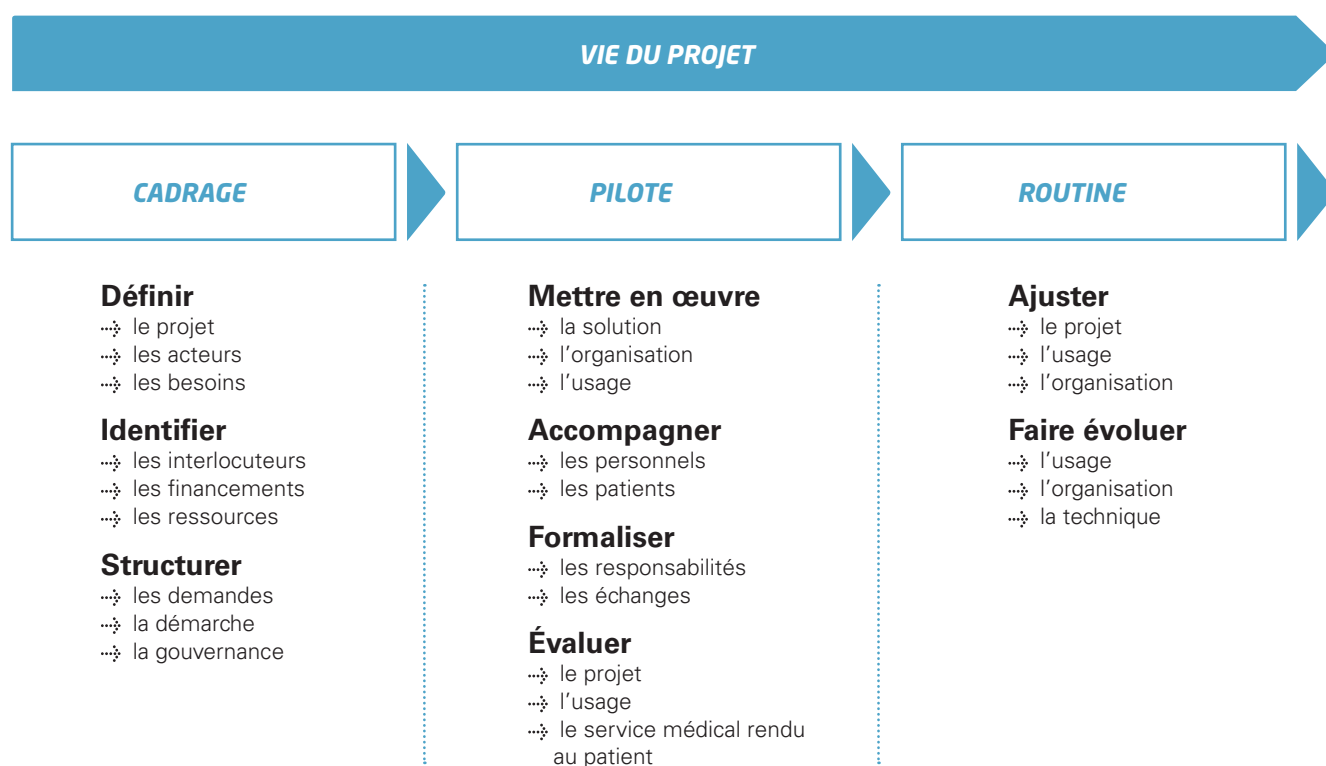 VIE DU PROJET
CADRAGE
PILOTE
ROUTINE
Définir
le projet
les acteurs
les besoins
Identifier
les interlocuteurs
les financements
les ressources
Structurer
les demandes
la démarche
la gouvernance
Mettre en œuvre
la solution
l’organisation
l’usage
Accompagner
les personnels
les patients
Formaliser
les responsabilités
les échanges
Évaluer
le projet
l’usage
le service médical rendu
au patient
Ajuster
le projet
l’usage
l’organisation
Faire évoluer
l’usage
l’organisation
la technique